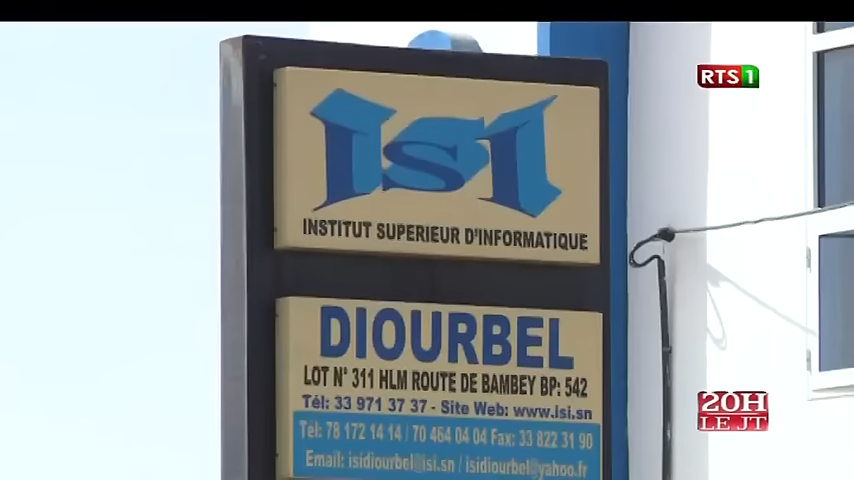 RTS1
ISI
INSTITUT SUPERIEUR D'INFORMATIQUE
DIOURBEL
LOT N° 311 HLM ROUTE DE BAMBEY BP: 542
Tél: 33 971 37 37 - Site Web: www.isi.sn
Tel: 78 172 14 14 / 70 464 04 04 Fax: 33 822 31 90
Email: isidiourbel@isi.sn / isidiourbel@yahoo.fr
20H
LE JT